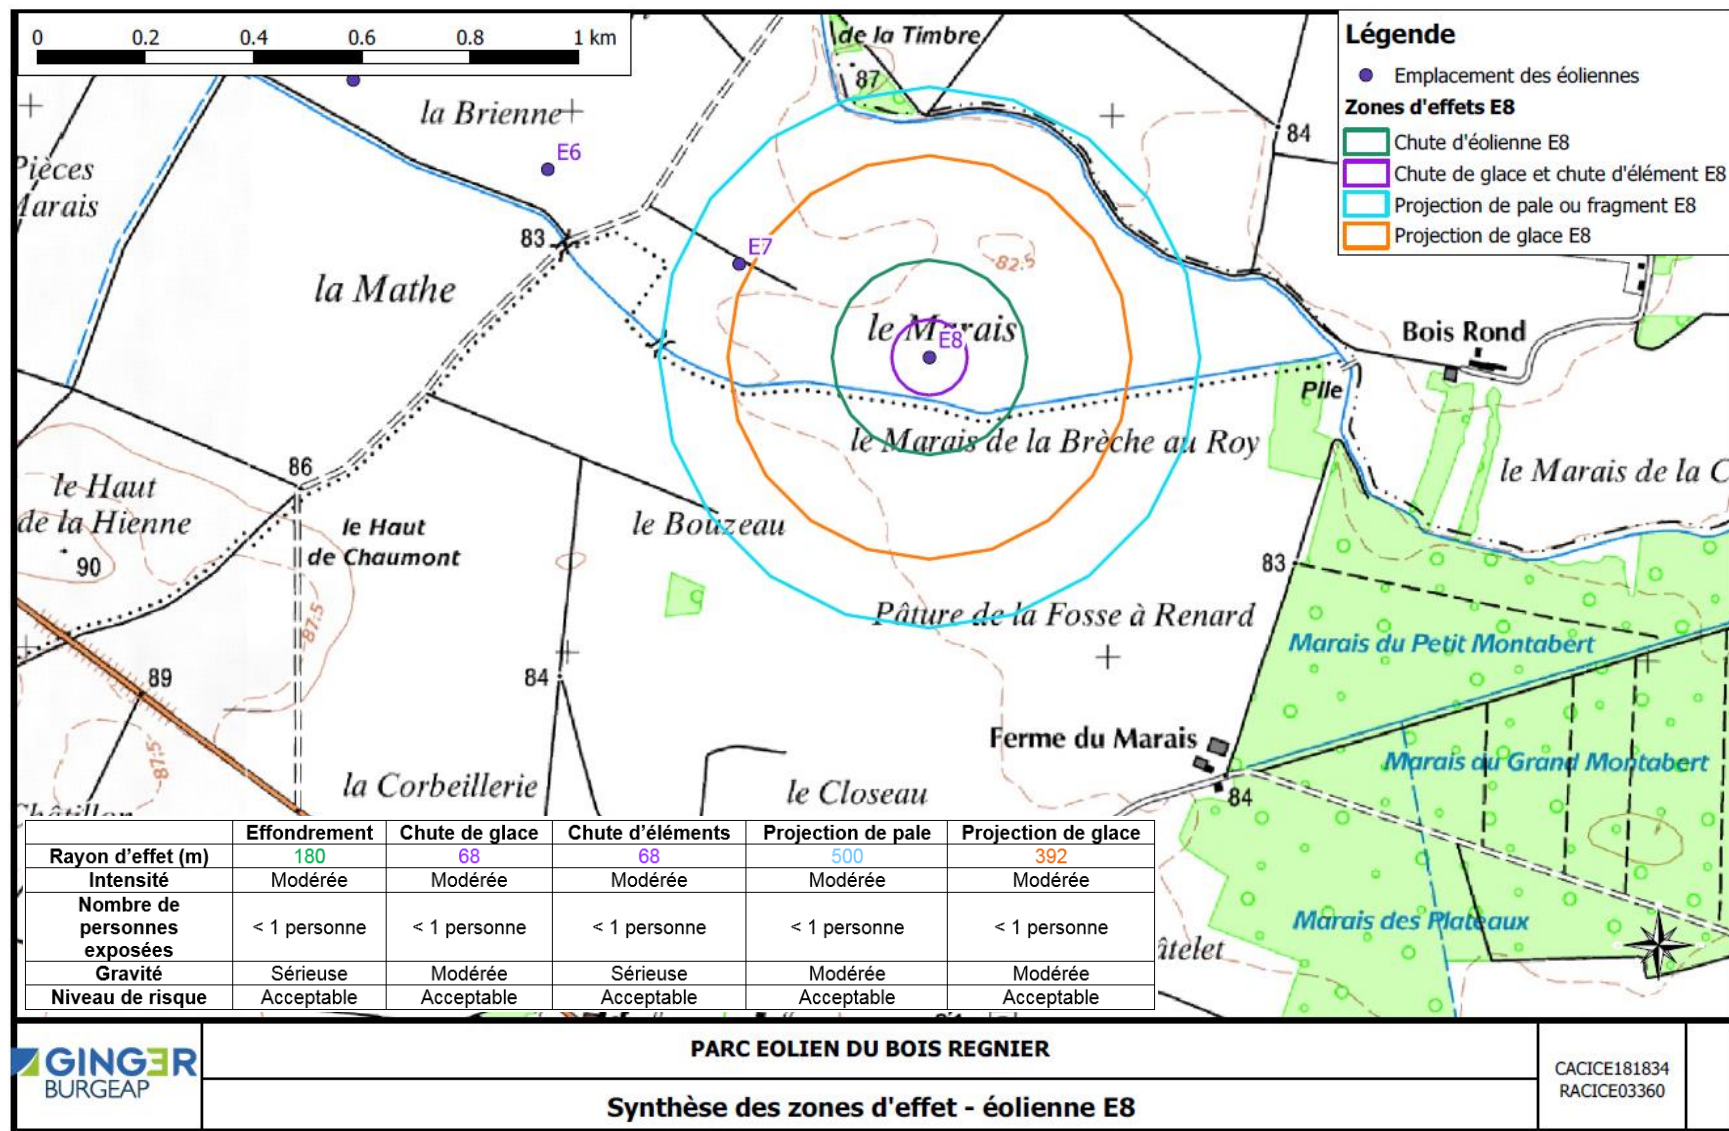 0 0.2 0.4 0.6 0.8 1 km
de la Timbre
87
Légende
Emplacement des éoliennes
Zones d'effets E8
Chute d'éolienne E8
Chute de glace et chute d'élément E8
Projection de pale ou fragment E8
Projection de glace E8
la Brienne
84
E6
Pièces
Marais
83
E7
82.5
la Mathe
le Marais
E8
Bois Rond
Pile
le Marais de la Brèche au Roy
86
le Marais de la C
le Haut
de la Hienne
le Haut
de Chaumont
le Bouzeau
90
83
87.5
Pâture de la Fosse à Renard
Marais du Petit Montabert
89
84
Ferme du Marais
87.5
Marais du Grand Montabert
la Corbeillerie
le Closeau
84
Châtillon
Effondrement Chute de glace Chute d'éléments Projection de pale Projection de glace
Rayon d'effet (m) 180 68 68 500 392
Intensité Modérée Modérée Modérée Modérée Modérée
Nombre de
personnes
exposées
< 1 personne < 1 personne < 1 personne < 1 personne < 1 personne
Gravité Sérieuse Modérée Sérieuse Modérée Modérée
Niveau de risque Acceptable Acceptable Acceptable Acceptable Acceptable
Marais des Plateaux
âtelet
GINGER
BURGEAP
PARC EOLIEN DU BOIS REGNIER
Synthèse des zones d'effet - éolienne E8
CACICE181834
RACICE03360